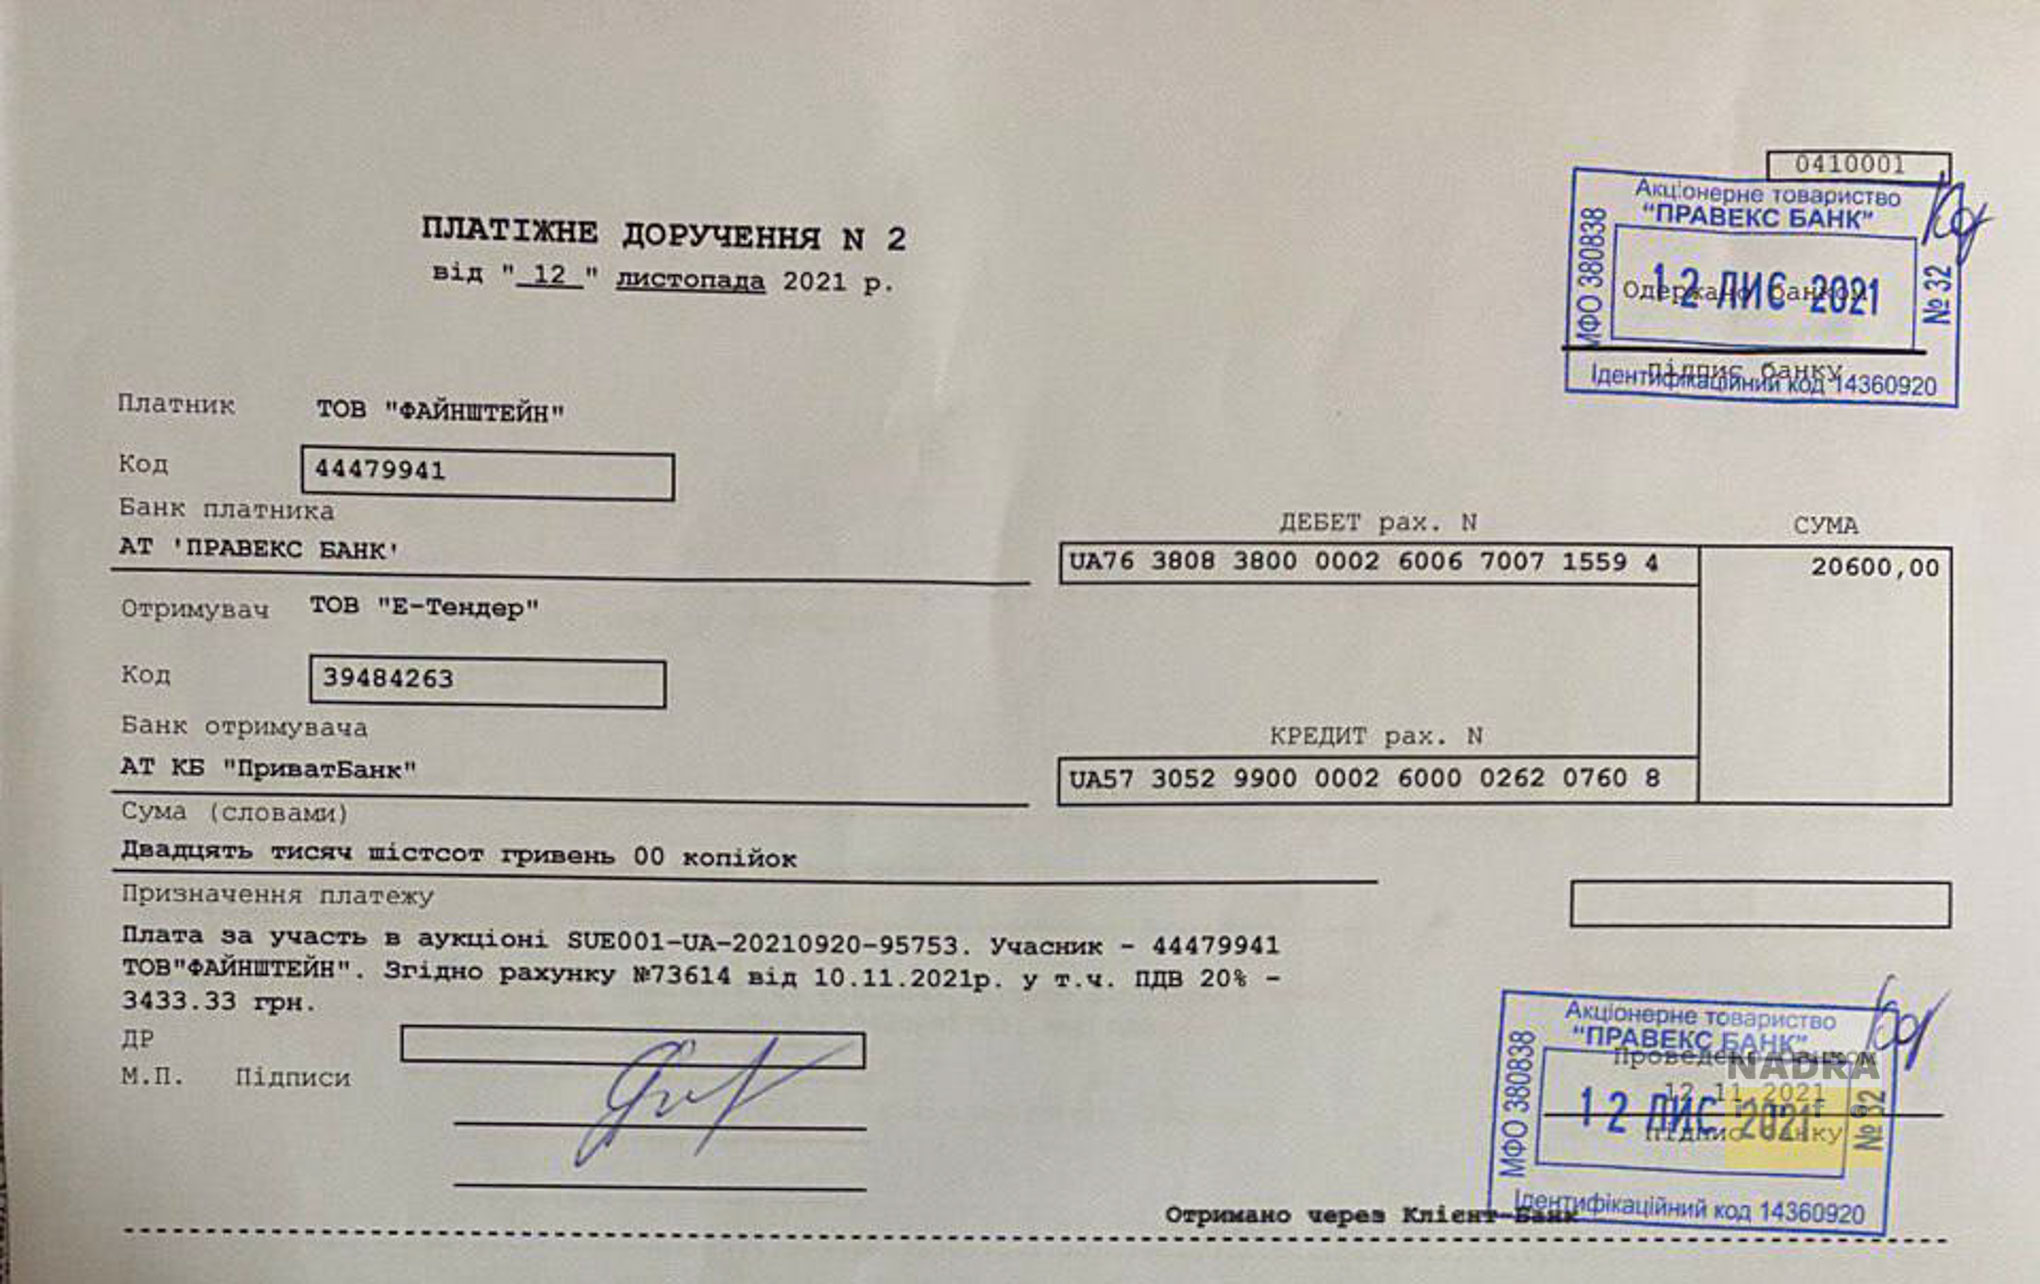 0410001
Акціонерне товариство
"ПРАВЕКС БАНК"
МФО 380838
Одержано банком
12 ЛИС 2021
№ 32
підпис банку
Ідентифікаційний код 14360920
ПЛАТІЖНЕ ДОРУЧЕННЯ N 2
від " 12 " листопада 2021 р.
Платник ТОВ "ФАЙНШТЕЙН"
Код 44479941
Банк платника
АТ 'ПРАВЕКС БАНК'
ДЕБЕТ рах. N СУМА
UA76 3808 3800 0002 6006 7007 1559 4 20600,00
Отримувач ТОВ "Е-Тендер"
Код 39484263
Банк отримувача
АТ КБ "ПриватБанк"
КРЕДИТ рах. N
UA57 3052 9900 0002 6000 0262 0760 8
Сума (словами)
Двадцять тисяч шістсот гривень 00 копійок
Призначення платежу
Плата за участь в аукціоні SUE001-UA-20210920-95753. Учасник - 44479941
ТОВ"ФАЙНШТЕЙН". Згідно рахунку №73614 від 10.11.2021р. у т.ч. ПДВ 20% -
3433.33 грн.
ДР
М.П. Підписи
Акціонерне товариство
"ПРАВЕКС БАНК"
Проведено банком
NADRA
12.11.2021
МФО 380838
12 ЛИС 2021
№ 32
підпис банку
Ідентифікаційний код 14360920
Отримано через Клієнт-Банк